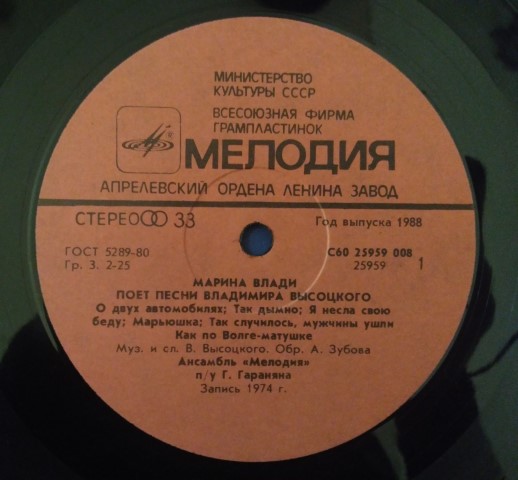 МИНИСТЕРСТВО
КУЛЬТУРЫ СССР
ВСЕСОЮЗНАЯ ФИРМА
ГРАМПЛАСТИНОК
МЕЛОДИЯ
АПРЕЛЕВСКИЙ ОРДЕНА ЛЕНИНА ЗАВОД
СТЕРЕО 33
Год выпуска 1988
ГОСТ 5289-80
С60 25959 008
Гр. 3. 2-25
25959 1
МАРИНА ВЛАДИ
ПОЕТ ПЕСНИ ВЛАДИМИРА ВЫСОЦКОГО
О двух автомобилях; Так дымно; Я несла свою
беду; Марьюшка; Так случилось, мужчины ушли
Как по Волге-матушке
Муз. и сл. В. Высоцкого. Обр. А. Зубова
Ансамбль «Мелодия»
п/у Г. Гараняна
Запись 1974 г.